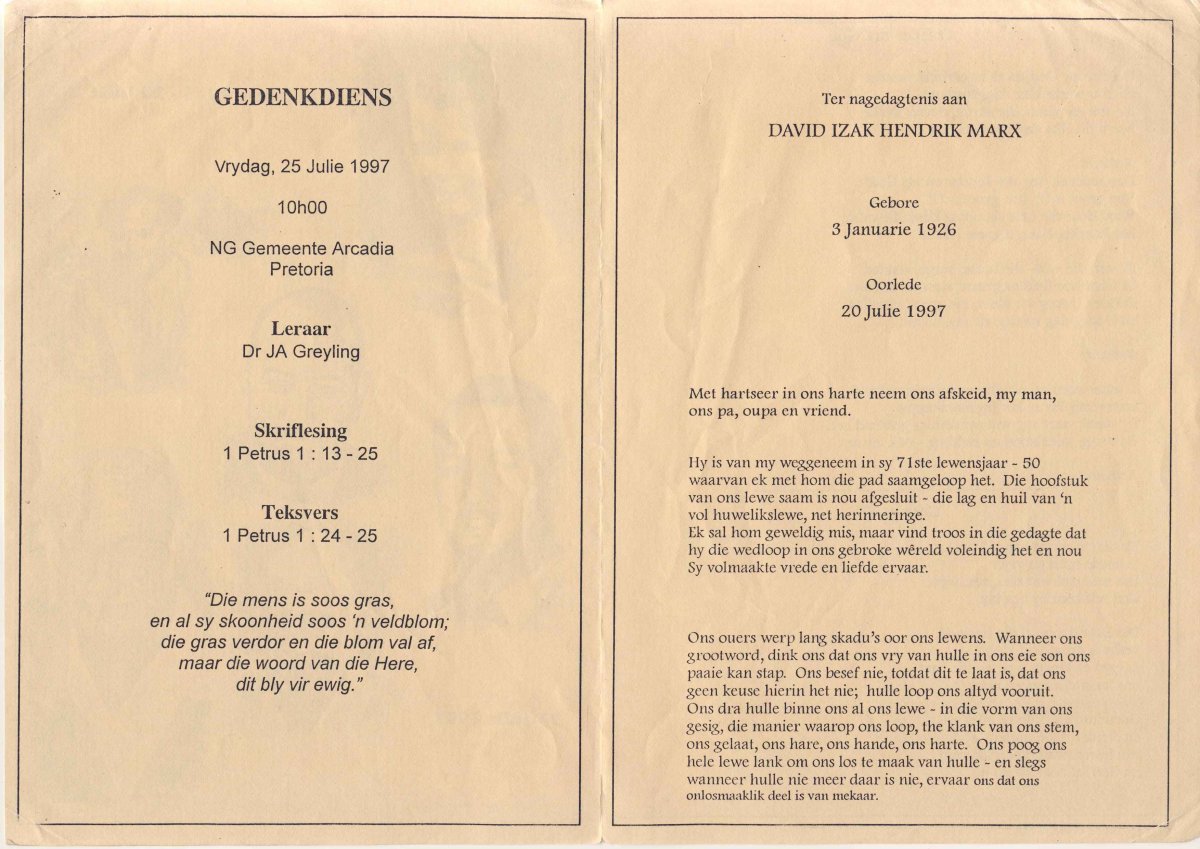 GEDENKDIENS
Vrydag, 25 Julie 1997
10h00
NG Gemeente Arcadia
Pretoria
Leraar
Dr JA Greyling
Skriflesing
1 Petrus 1 : 13 - 25
Teksvers
1 Petrus 1 : 24 - 25
“Die mens is soos gras,
en al sy skoonheid soos ‘n veldblom;
die gras verdor en die blom val af,
maar die woord van die Here,
dit bly vir ewig.”
Ter nagedagtenis aan
DAVID IZAK HENDRIK MARX
Gebore
3 Januarie 1926
Oorlede
20 Julie 1997
Met hartseer in ons harte neem ons afskeid, my man,
ons pa, oupa en vriend.
Hy is van my weggeneem in sy 71ste lewensjaar - 50
waarvan ek met hom die pad saamgeloop het. Die hoofstuk
van ons lewe saam is nou afgesluit - die lag en huil van ‘n
vol huwelikslewe, net herinneringe.
Ek sal hom geweldig mis, maar vind troos in die gedagte dat
hy die wedloop in ons gebroke wêreld voleindig het en nou
Sy volmaakte vrede en liefde ervaar.
Ons ouers werp lang skadu’s oor ons lewens. Wanneer ons
grootword, dink ons dat ons vry van hulle in ons eie son ons
paaie kan stap. Ons besef nie, totdat dit te laat is, dat ons
geen keuse hierin het nie; hulle loop ons altyd vooruit.
Ons dra hulle binne ons al ons lewe - in die vorm van ons
gesig, die manier waarop ons loop, the klank van ons stem,
ons gelaat, ons hare, ons hande, ons harte. Ons poog ons
hele lewe lank om ons los te maak van hulle - en slegs
wanneer hulle nie meer daar is nie, ervaar ons dat ons
onlosmaaklik deel is van mekaar.